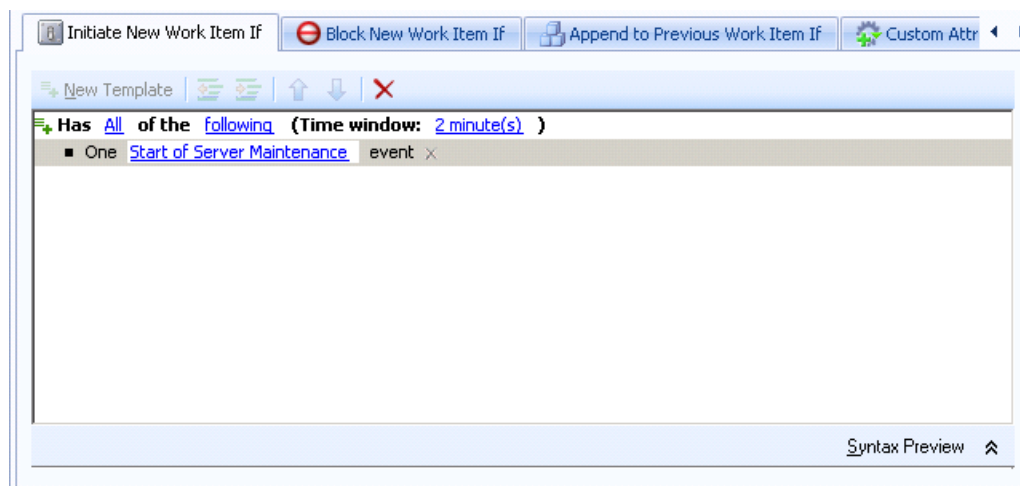 Initiate New Work Item If Block New Work Item If Append to Previous Work Item If Custom Attr
New Template
Has All of the following (Time window: 2 minute(s) )
One Start of Server Maintenance event
Syntax Preview